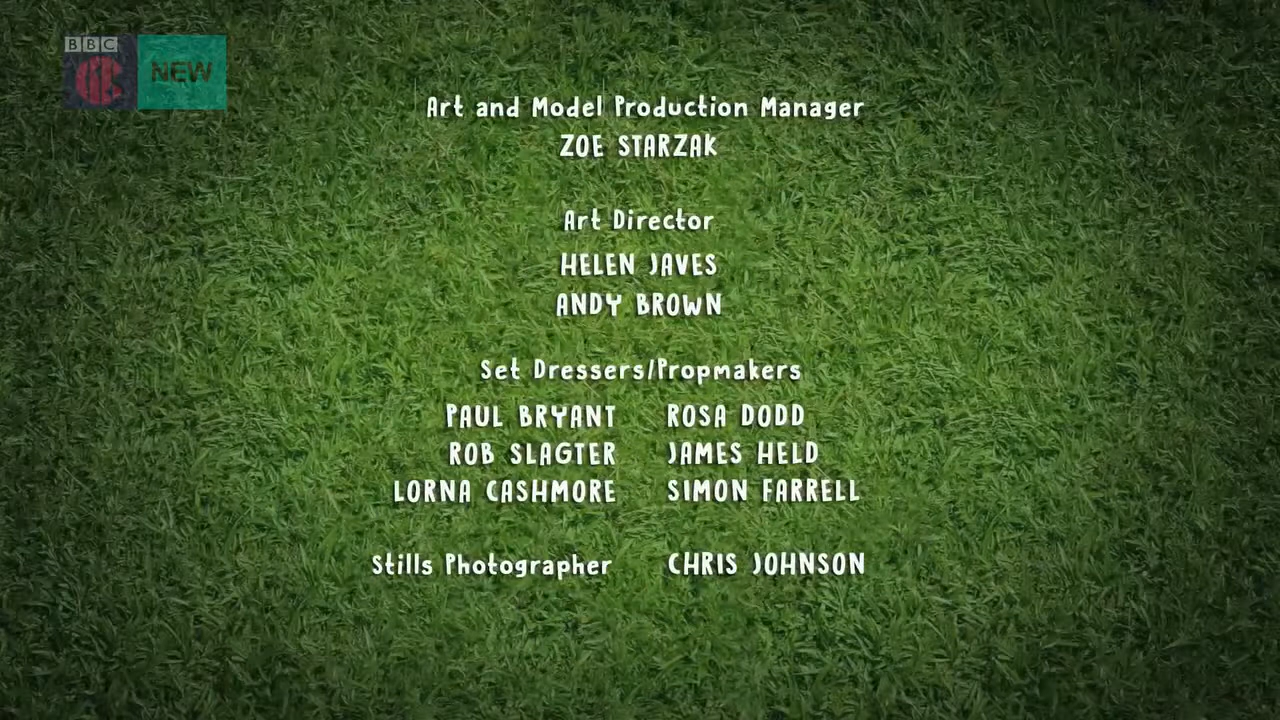 BBC
NEW
Art and Model Production Manager
ZOE STARZAK
Art Director
HELEN JAVES
ANDY BROWN
Set Dressers/Propmakers
PAUL BRYANT ROSA DODD
ROB SLAGTER JAMES HELD
LORNA CASHMORE SIMON FARRELL
Stills Photographer CHRIS JOHNSON